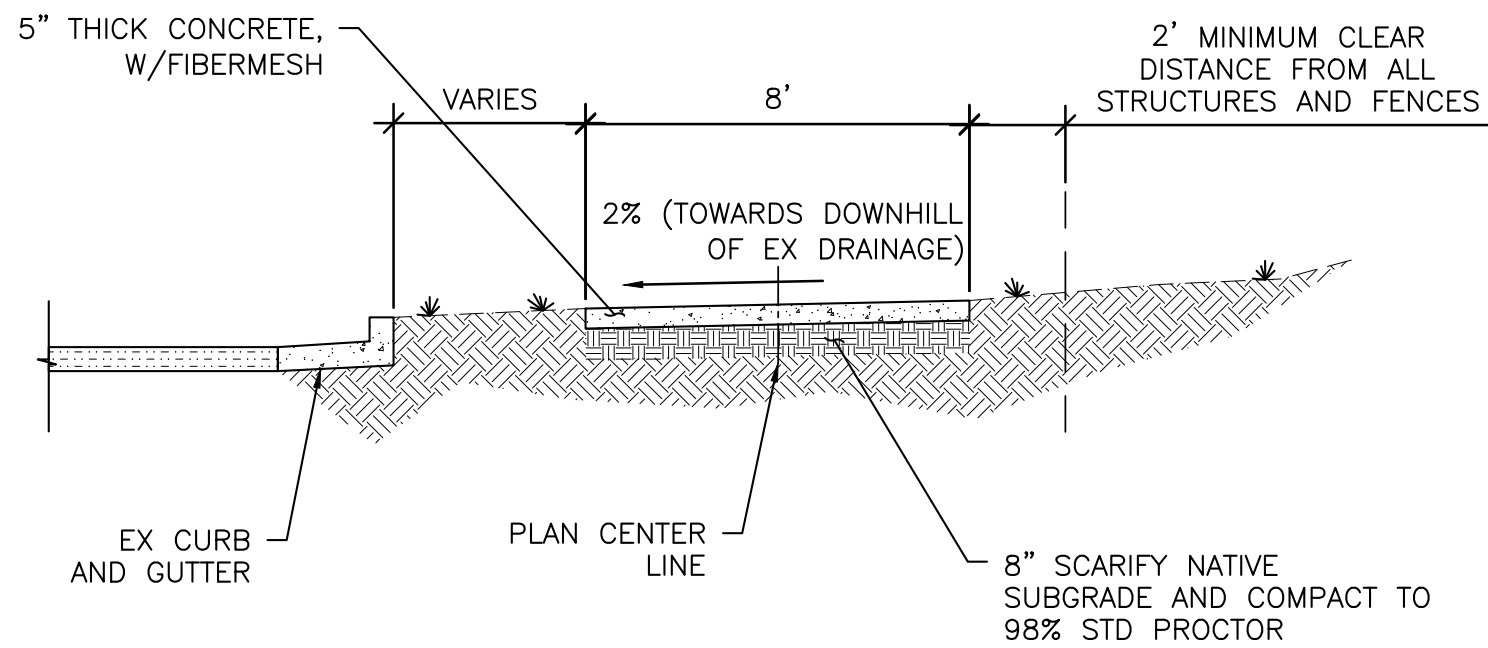 5” THICK CONCRETE,
W/FIBERMESH
VARIES
8’
2’ MINIMUM CLEAR
DISTANCE FROM ALL
STRUCTURES AND FENCES
2% (TOWARDS DOWNHILL
OF EX DRAINAGE)
EX CURB
AND GUTTER
PLAN CENTER
LINE
8” SCARIFY NATIVE
SUBGRADE AND COMPACT TO
98% STD PROCTOR